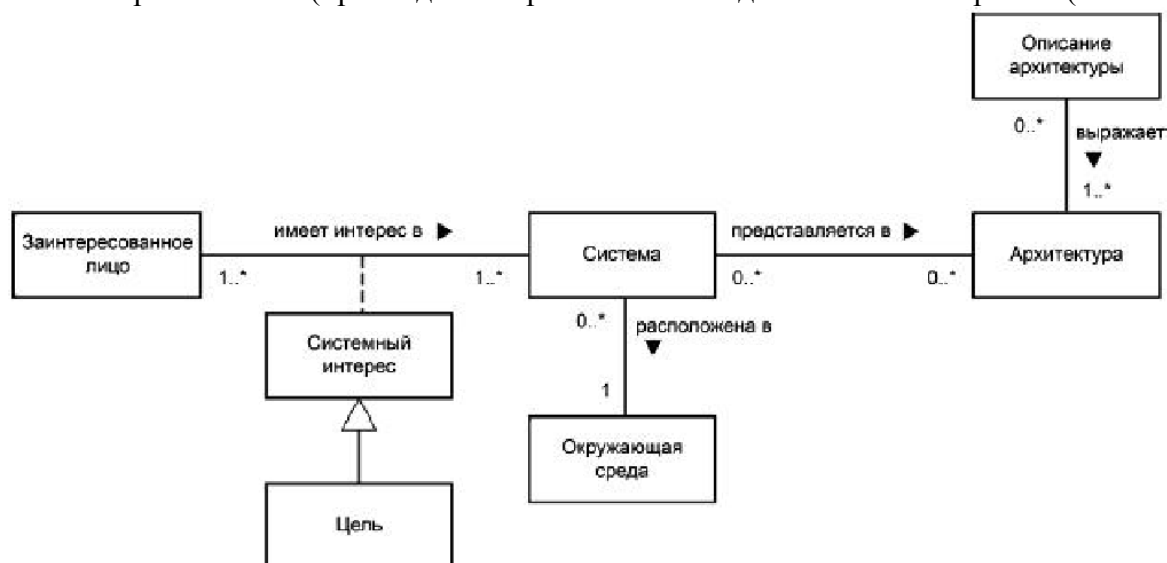 Описание
архитектуры
0..*
выражает
▼
1..*
Заинтересованное
лицо
имеет интерес в ►
1..*
1..*
Система
представляется в ►
0..*
0..*
Архитектура
Системный
интерес
0..*
расположена в
▼
1
Окружающая
среда
Цель